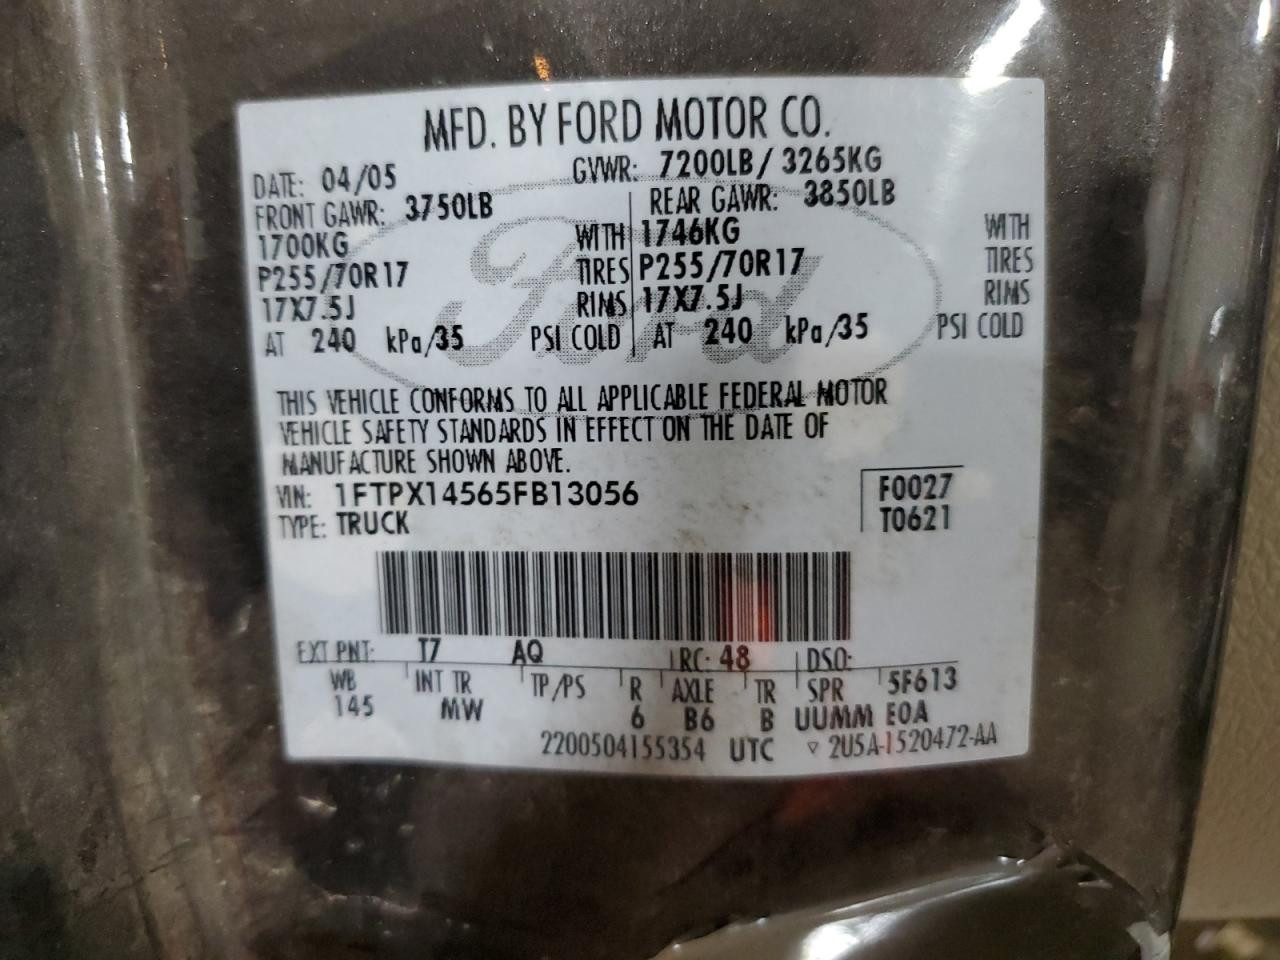 MFD. BY FORD MOTOR CO.
DATE: 04/05 GVWR: 7200LB/ 3265KG
FRONT GAWR: 3750LB REAR GAWR: 3850LB
1700KG WITH 1746KG WITH
P255/70R17 TIRES P255/70R17 TIRES
17X7.5J RIMS 17X7.5J RIMS
AT 240 kPa/35 PSI COLD AT 240 kPa/35 PSI COLD
Ford
THIS VEHICLE CONFORMS TO ALL APPLICABLE FEDERAL MOTOR
VEHICLE SAFETY STANDARDS IN EFFECT ON THE DATE OF
MANUFACTURE SHOWN ABOVE.
VIN: 1FTPX14565FB13056 F0027
TYPE: TRUCK T0621
EXT PNT: T7 AQ RC: 48 DSO:
WB INT TR TP/PS R AXLE TR SPR 5F613
145 MW 6 B6 B UUMM E0A
2200504155354 UTC ▽ 2U5A-1520472-AA